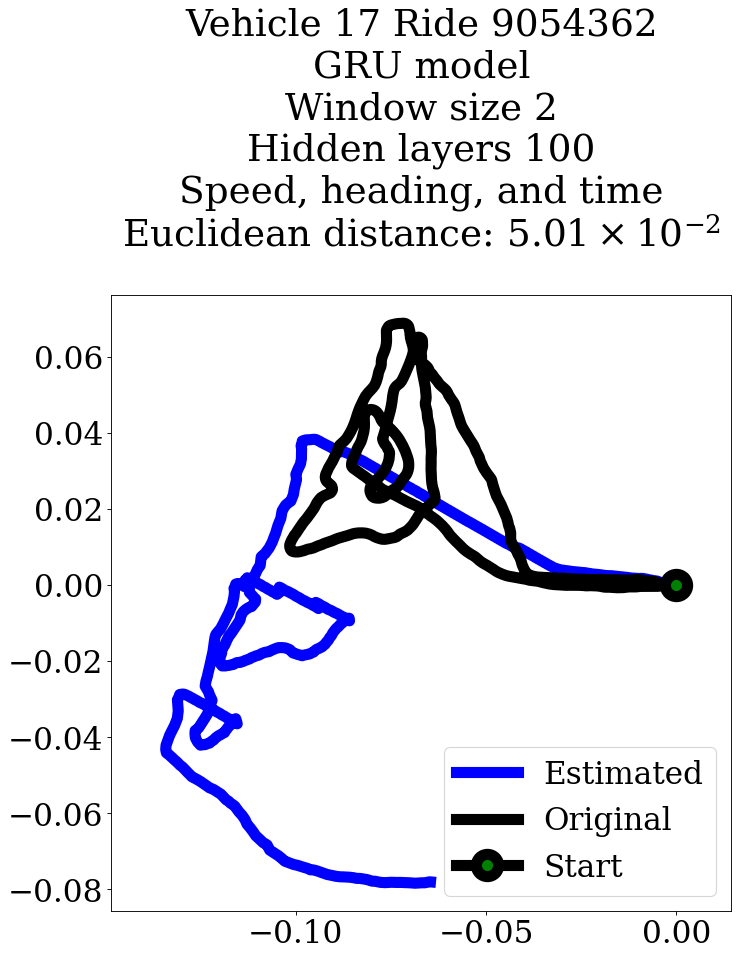 Vehicle 17 Ride 9054362
GRU model
Window size 2
Hidden layers 100
Speed, heading, and time
Euclidean distance: 5.01 × 10⁻²
0.06
0.04
0.02
0.00
−0.02
−0.04
−0.06
−0.08
Estimated
Original
Start
−0.10
−0.05
0.00